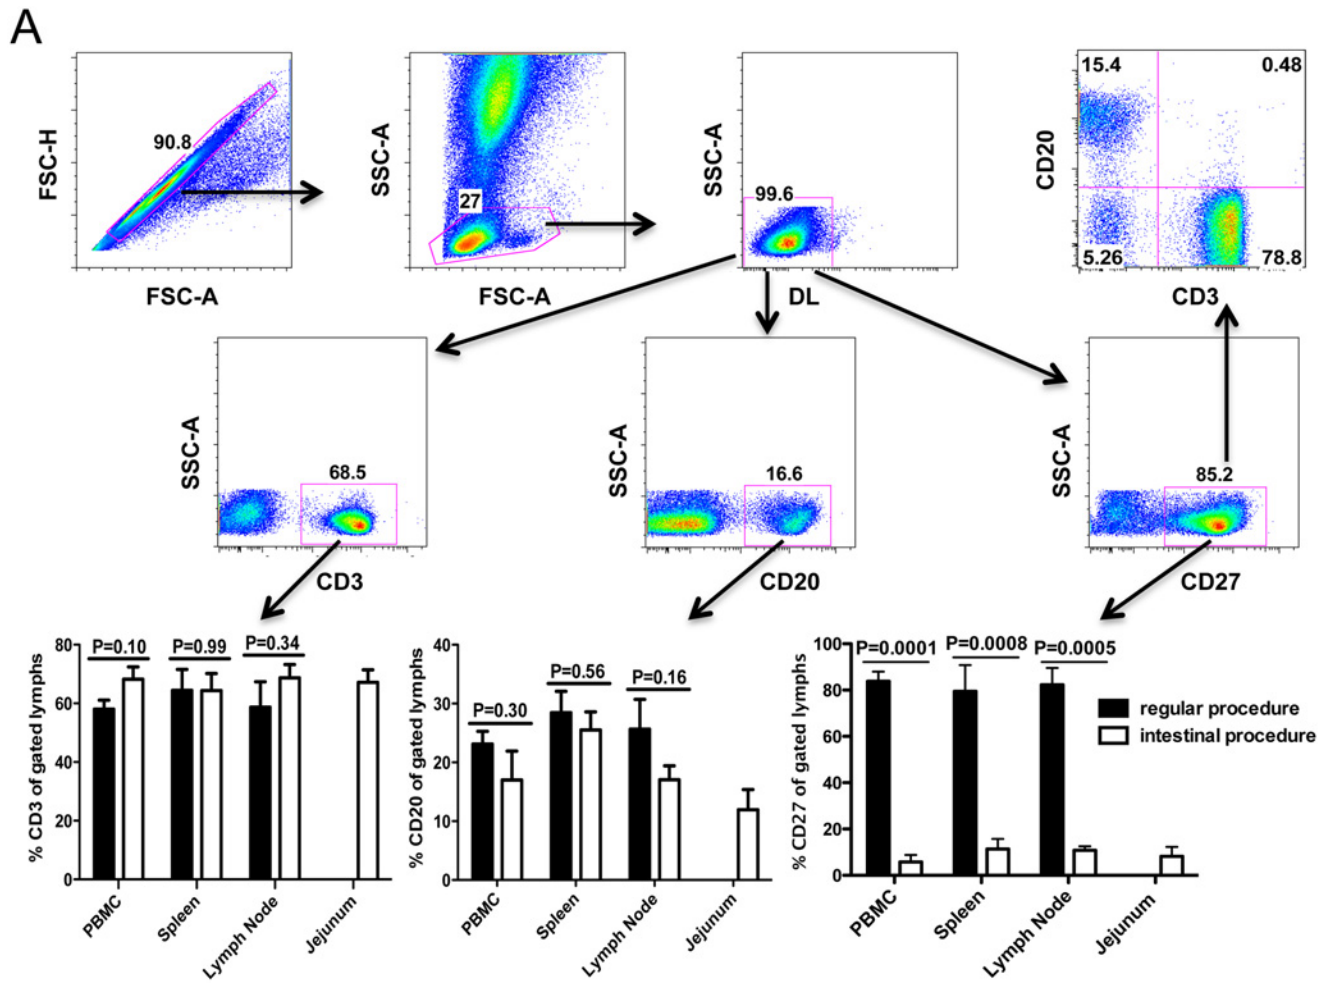 A
FSC-H
90.8
FSC-A
SSC-A
27
FSC-A
SSC-A
99.6
DL
CD20
15.4
0.48
5.26
78.8
CD3
SSC-A
68.5
CD3
SSC-A
16.6
CD20
SSC-A
85.2
CD27
% CD3 of gated lymphs
80
60
40
20
0
P=0.10
P=0.99
P=0.34
PBMC
Spleen
Lymph Node
Jejunum
% CD20 of gated lymphs
40
30
20
10
0
P=0.30
P=0.56
P=0.16
PBMC
Spleen
Lymph Node
Jejunum
% CD27 of gated lymphs
100
80
60
40
20
0
P=0.0001
P=0.0008
P=0.0005
PBMC
Spleen
Lymph Node
Jejunum
regular procedure
intestinal procedure